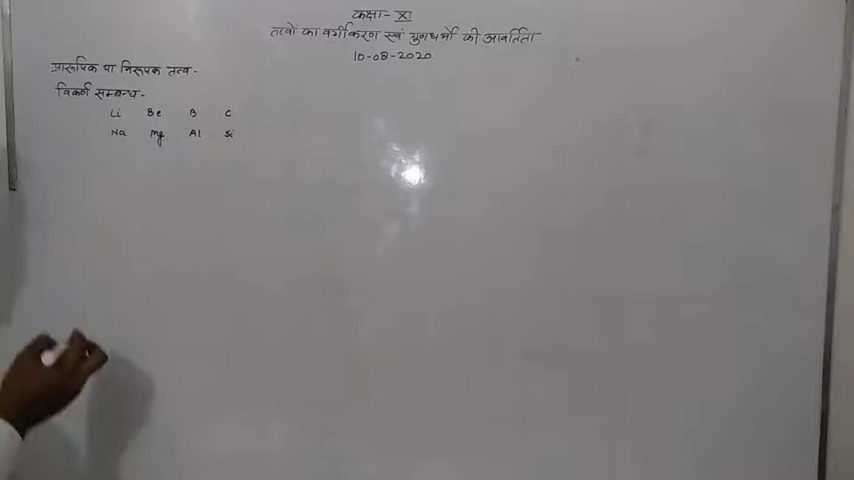 कक्षा- XI
तत्वों का वर्गीकरण एवं गुणधर्मों की आवर्तिता
10-08-2020
प्रारूपिक या निरूपक तत्व-
विकर्ण सम्बन्ध-
Li Be B C
Na Mg Al Si